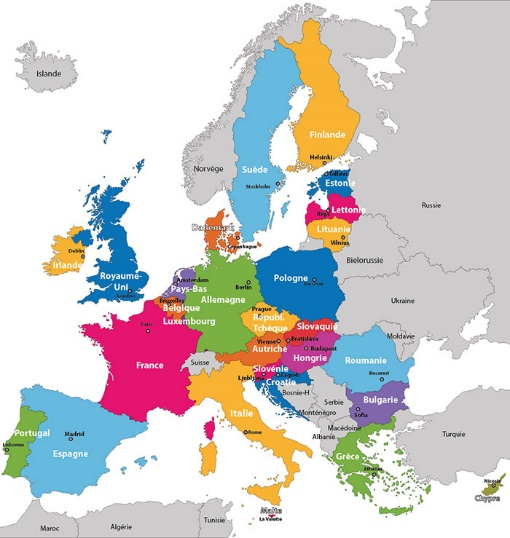 Islande
Finlande
Norvège
Suède
Helsinki
Stockholm
Tallinn
Estonie
Lettonie
Riga
Russie
Danemark
Copenhague
Lituanie
Vilnius
Dublin
Irlande
Royaume-
Uni
Londres
Amsterdam
Pays-Bas
Berlin
Pologne
Varsovie
Bielorussie
Bruxelles
Belgique
Allemagne
Luxembourg
Prague
Républ.
Tchèque
Ukraine
Paris
Slovaquie
Vienne
Bratislava
Autriche
Budapest
Hongrie
Moldavie
France
Suisse
Slovénie
Ljubljana
Zagreb
Croatie
Roumanie
Bucarest
Bosnie-H
Serbie
Bulgarie
Sofia
Monténegro
Italie
Rome
Macédoine
Albanie
Portugal
Lisbonne
Madrid
Espagne
Grèce
Athènes
Turquie
Nicosie
Chypre
Malte
La Valette
Maroc
Algérie
Tunisie